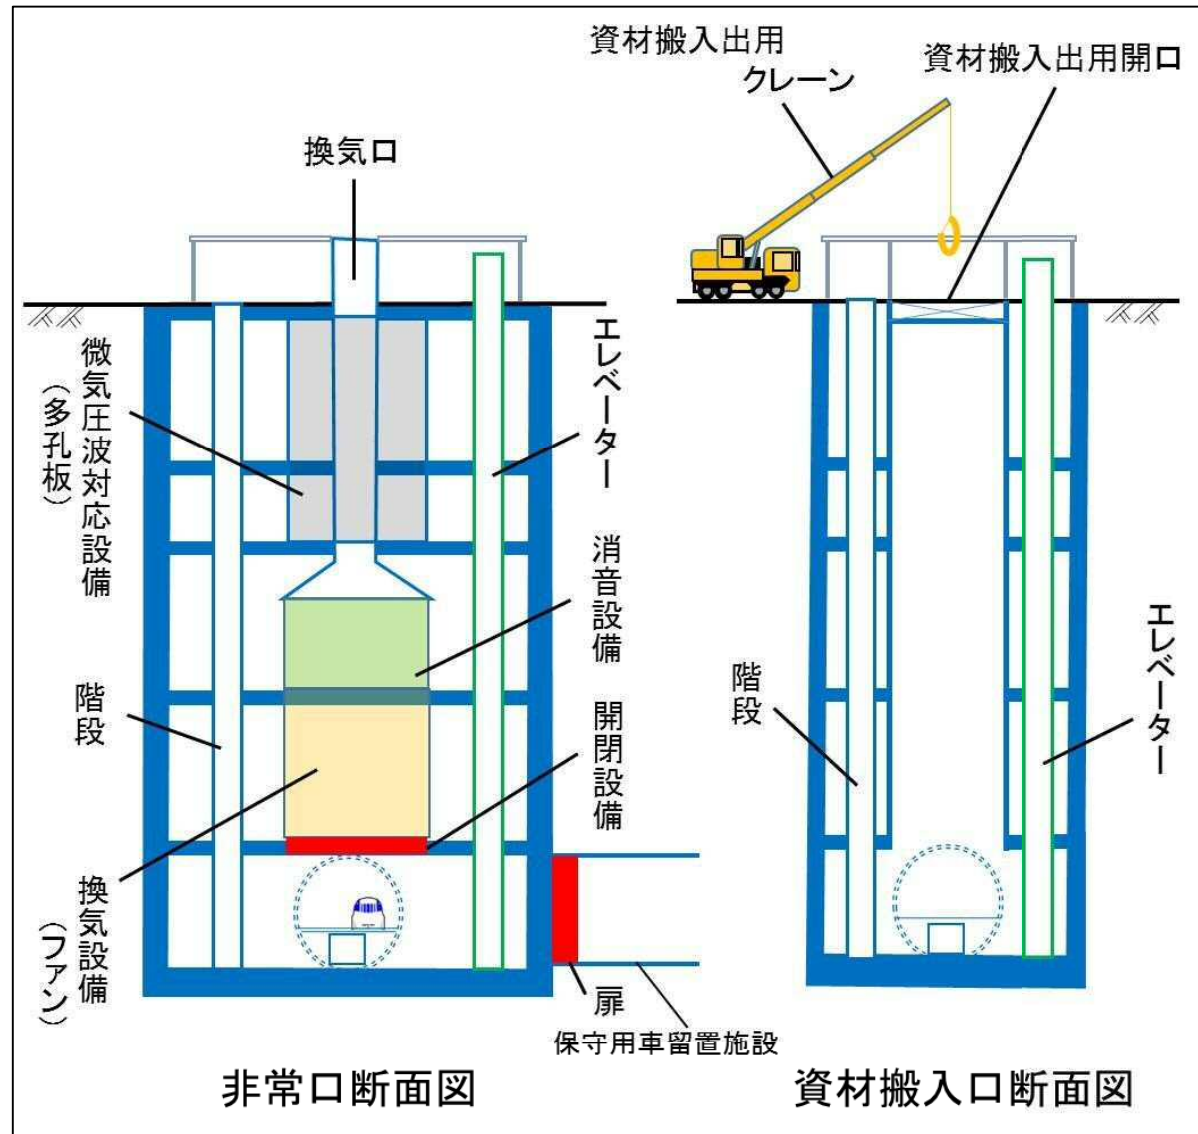 資材搬入出用
クレーン
資材搬入出用開口
換気口
微気圧波対応設備
（多孔板）
エレベーター
消音設備
階段
開閉設備
換気設備
（ファン）
扉
保守用車留置施設
階段
エレベーター
非常口断面図
資材搬入口断面図